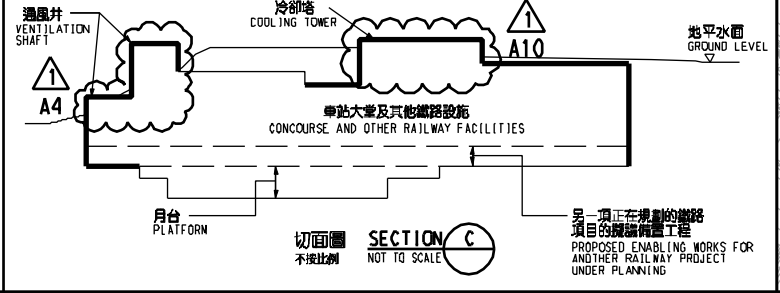 通風井
VENTILATION
SHAFT
1
A4
冷卻塔
COOLING TOWER
1
A10
地平水面
GROUND LEVEL
車站大堂及其他鐵路設施
CONCOURSE AND OTHER RAILWAY FACILITIES
月台
PLATFORM
另一項正在規劃的鐵路
項目的擬議備置工程
PROPOSED ENABLING WORKS FOR
ANOTHER RAILWAY PROJECT
UNDER PLANNING
切面圖
不按比例
SECTION C
NOT TO SCALE